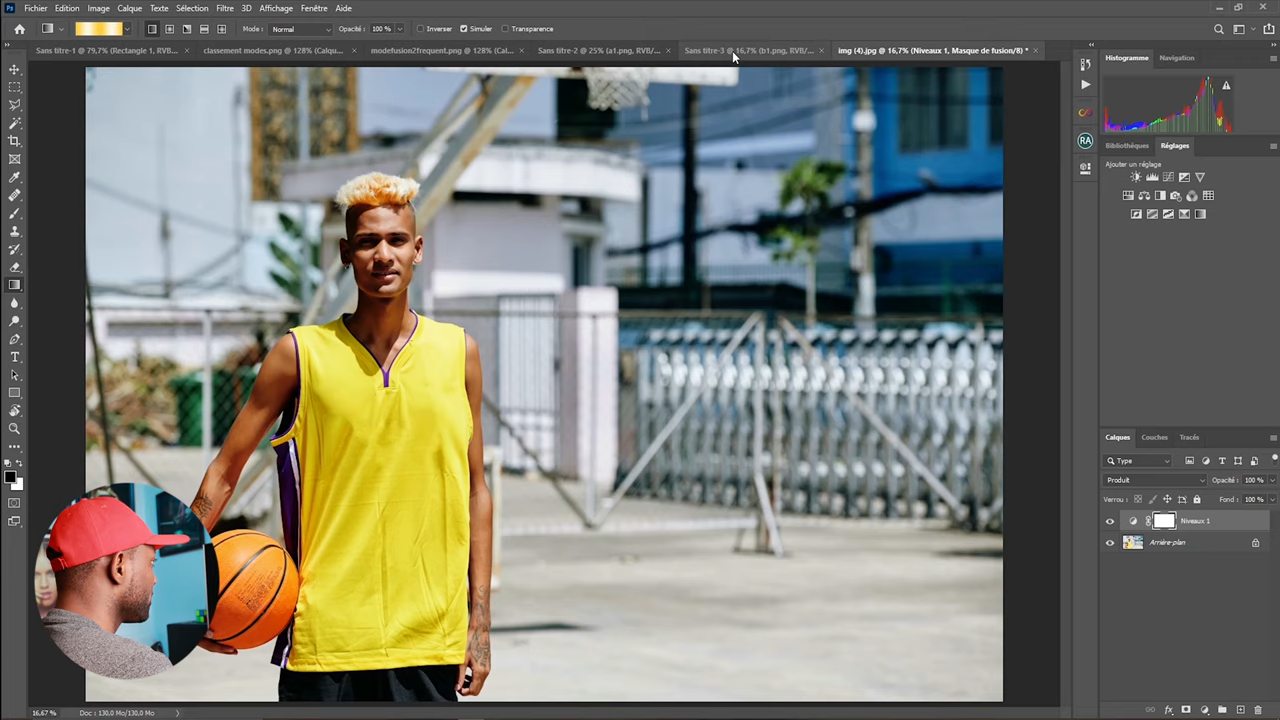 Ps Fichier Edition Image Calque Texte Sélection Filtre 3D Affichage Fenêtre Aide
Mode : Normal Opacité : 100 % Inverser Simuler Transparence
Sans titre-1 @ 79,7% (Rectangle 1, RVB/... × classement modes.png @ 128% (Calqu... × modefusion2frequent.png @ 128% (Cal... × Sans titre-2 @ 25% (a1.png, RVB/... × Sans titre-3 @ 16,7% (b1.png, RVB/... × img (4).jpg @ 16,7% (Niveaux 1, Masque de fusion/8) * ×
Histogramme Navigation
RA
Bibliothèques Réglages
Ajouter un réglage
Calques Couches Tracés
Type
Produit Opacité : 100 %
Verrou : Fond : 100 %
Niveaux 1
Arrière-plan
16,67 % Doc : 130,0 Mo/130,0 Mo